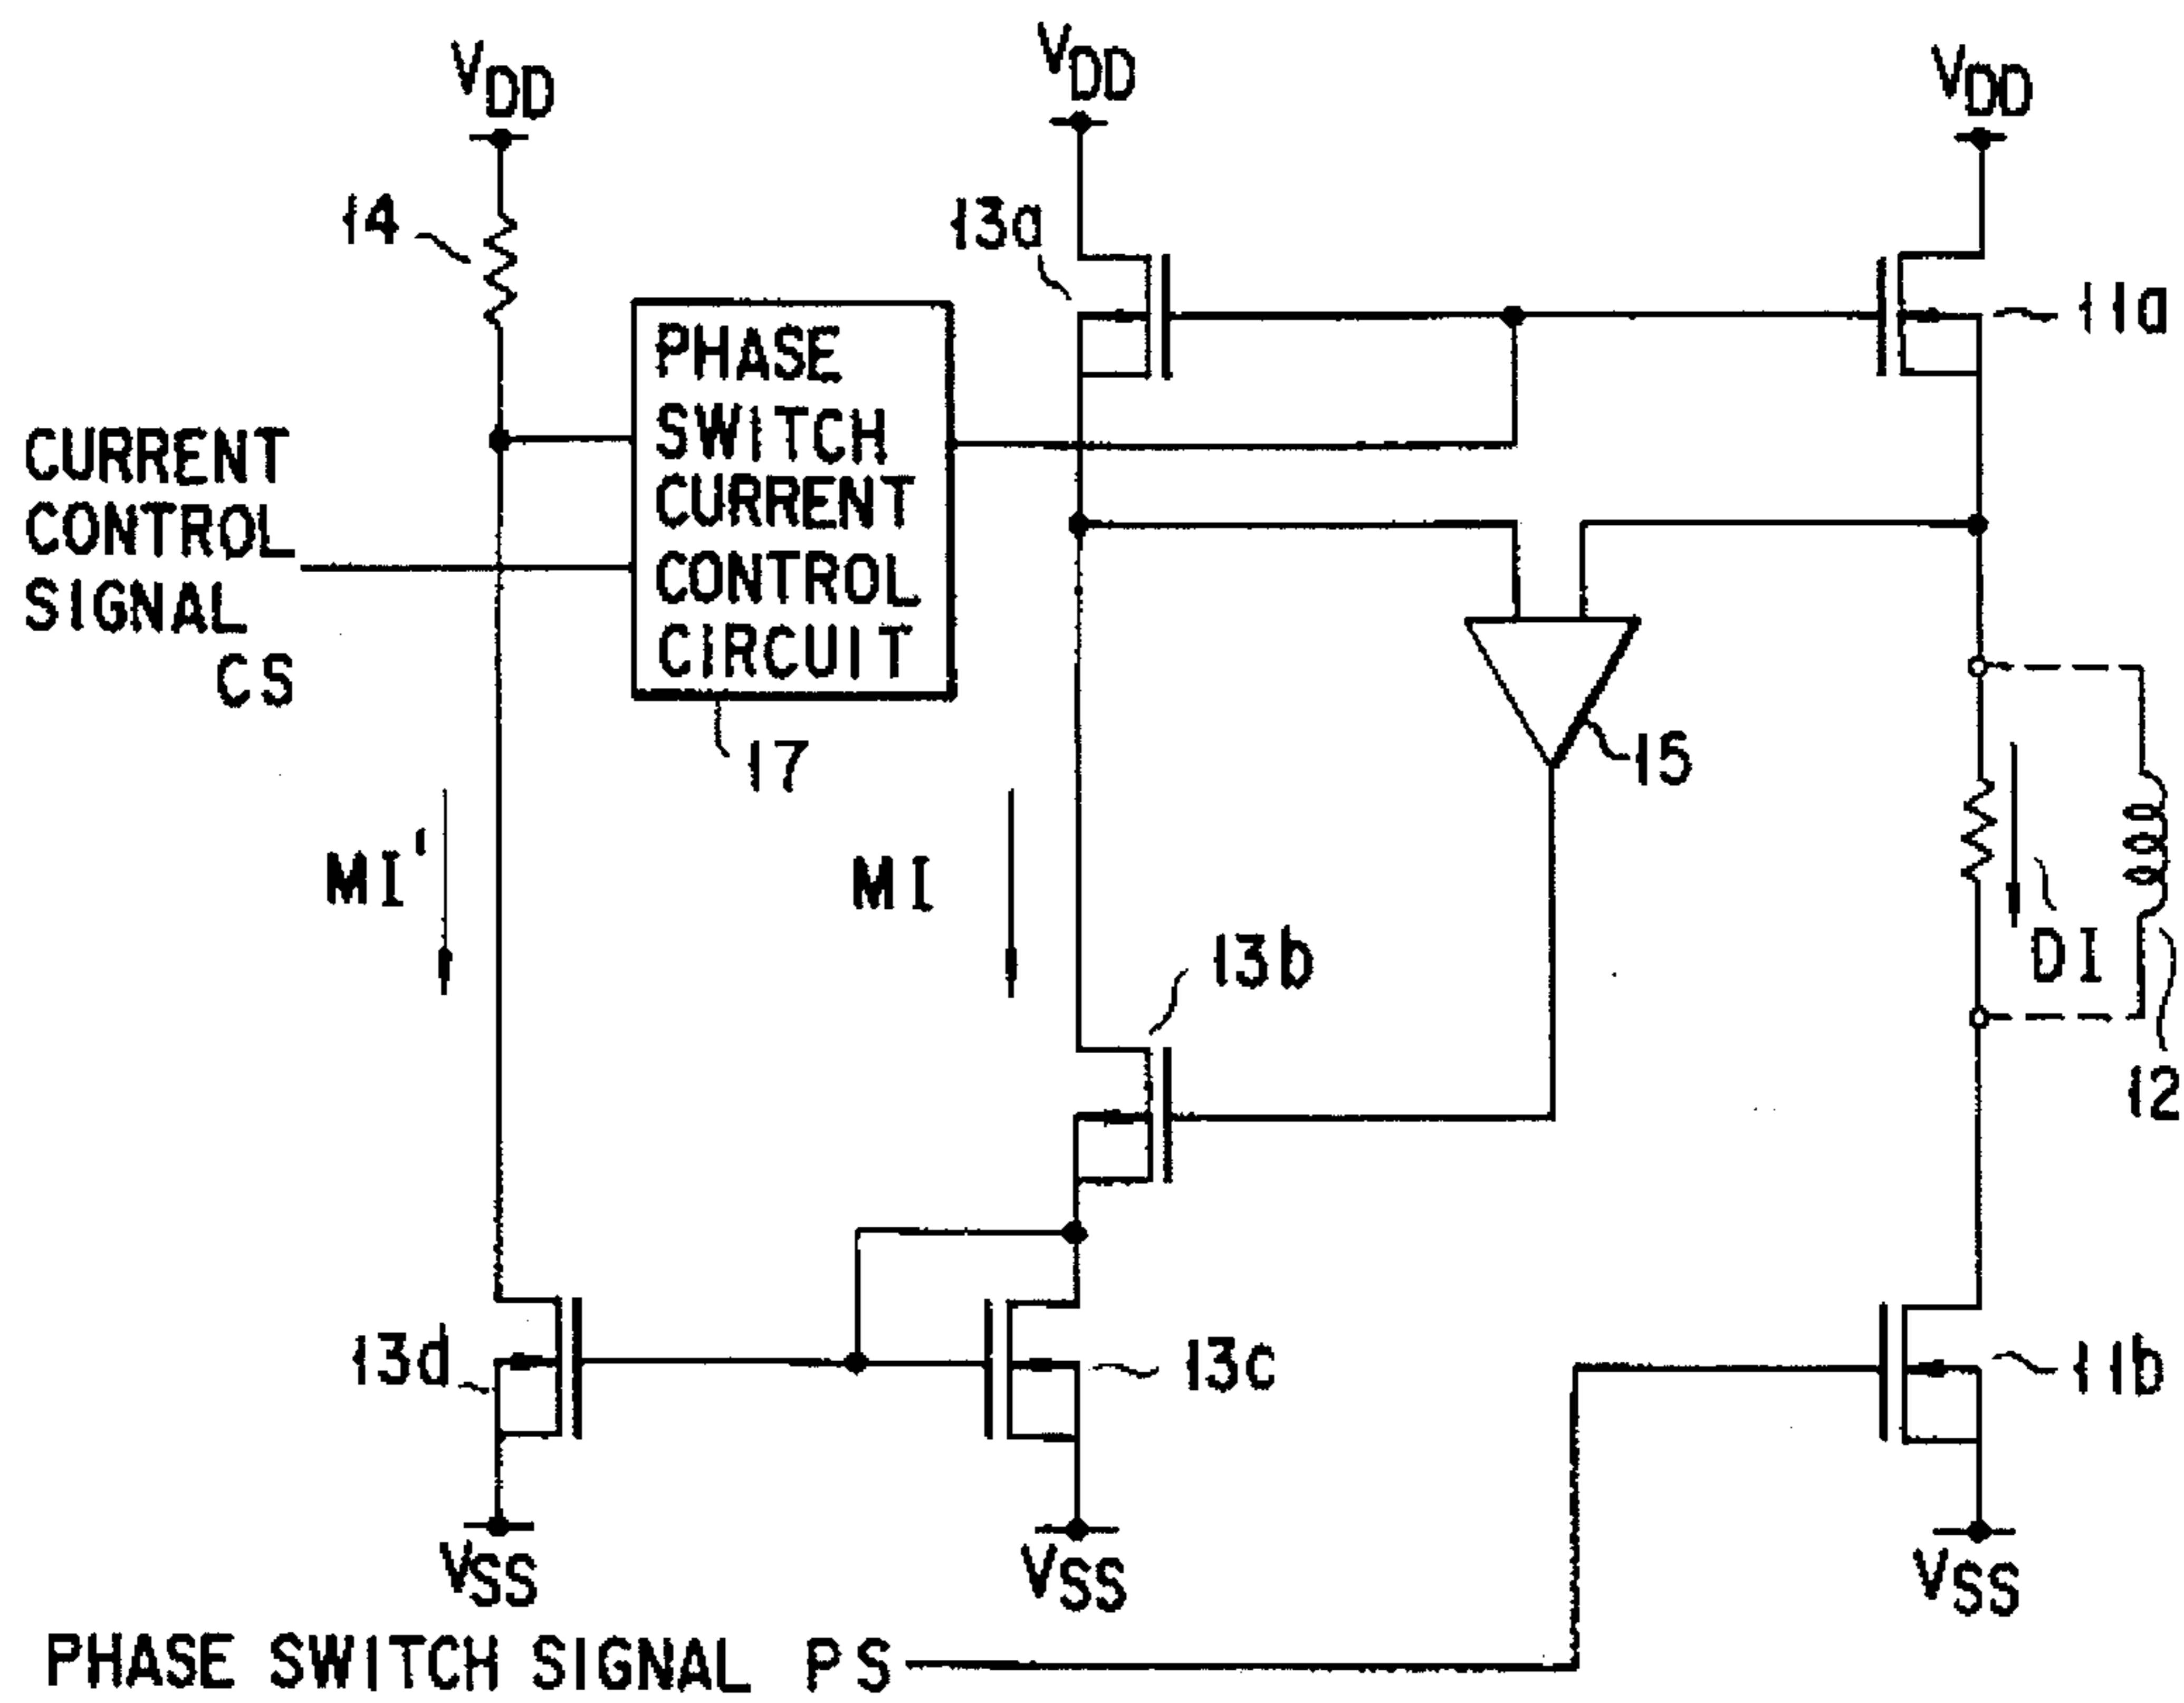 VDD
VDD
VDD
14
13a
11a
PHASE
SWITCH
CURRENT
CONTROL
CIRCUIT
CURRENT
CONTROL
SIGNAL
CS
17
15
MI'
MI
DI
13b
12
13d
13c
11b
VSS
VSS
VSS
PHASE SWITCH SIGNAL PS